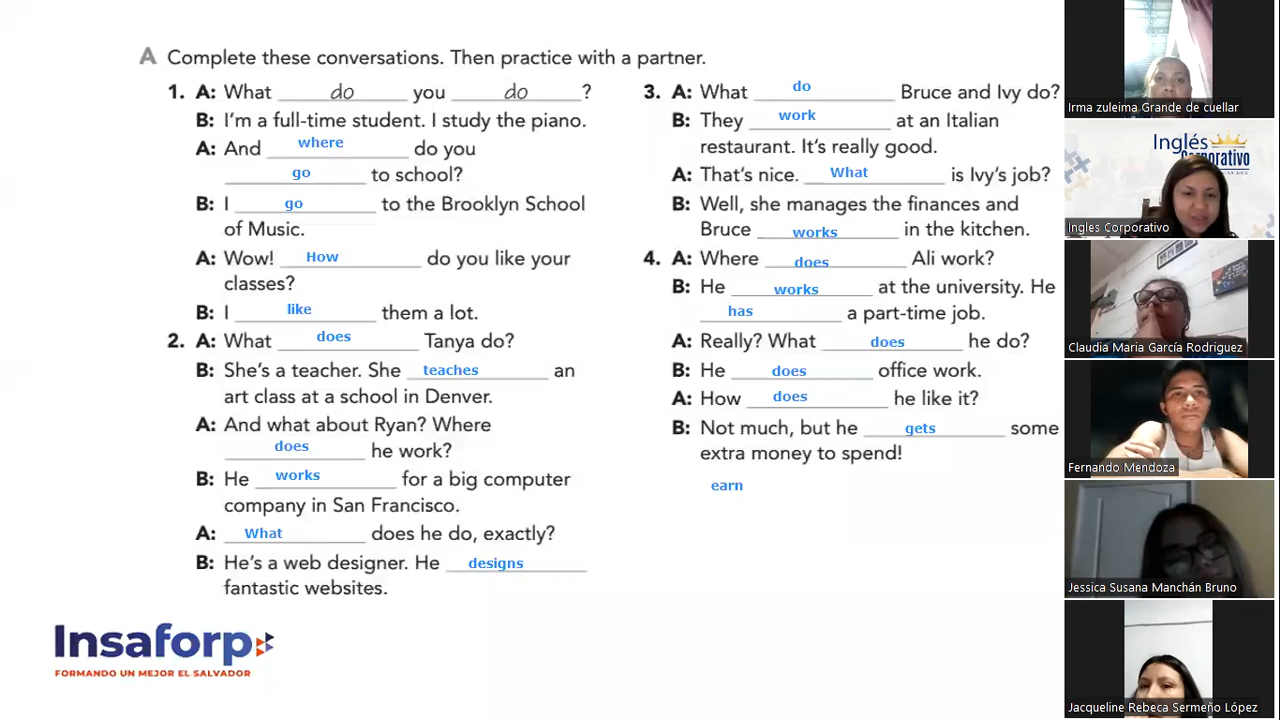 A Complete these conversations. Then practice with a partner.
1. A: What do you do ?
B: I'm a full-time student. I study the piano.
A: And where do you
go to school?
B: I go to the Brooklyn School
of Music.
A: Wow! How do you like your
classes?
B: I like them a lot.
2. A: What does Tanya do?
B: She's a teacher. She teaches an
art class at a school in Denver.
A: And what about Ryan? Where
does he work?
B: He works for a big computer
company in San Francisco.
A: What does he do, exactly?
B: He's a web designer. He designs
fantastic websites.
3. A: What do Bruce and Ivy do?
B: They work at an Italian
restaurant. It's really good.
A: That's nice. What is Ivy's job?
B: Well, she manages the finances and
Bruce works in the kitchen.
4. A: Where does Ali work?
B: He works at the university. He
has a part-time job.
A: Really? What does he do?
B: He does office work.
A: How does he like it?
B: Not much, but he gets some
extra money to spend!
earn
Insaforp
FORMANDO UN MEJOR EL SALVADOR
Irma zuleima Grande de cuellar
Inglés
Corporativo
Ingles Corporativo
Claudia Maria García Rodríguez
Fernando Mendoza
Jessica Susana Manchán Bruno
Jacqueline Rebeca Sermeño López